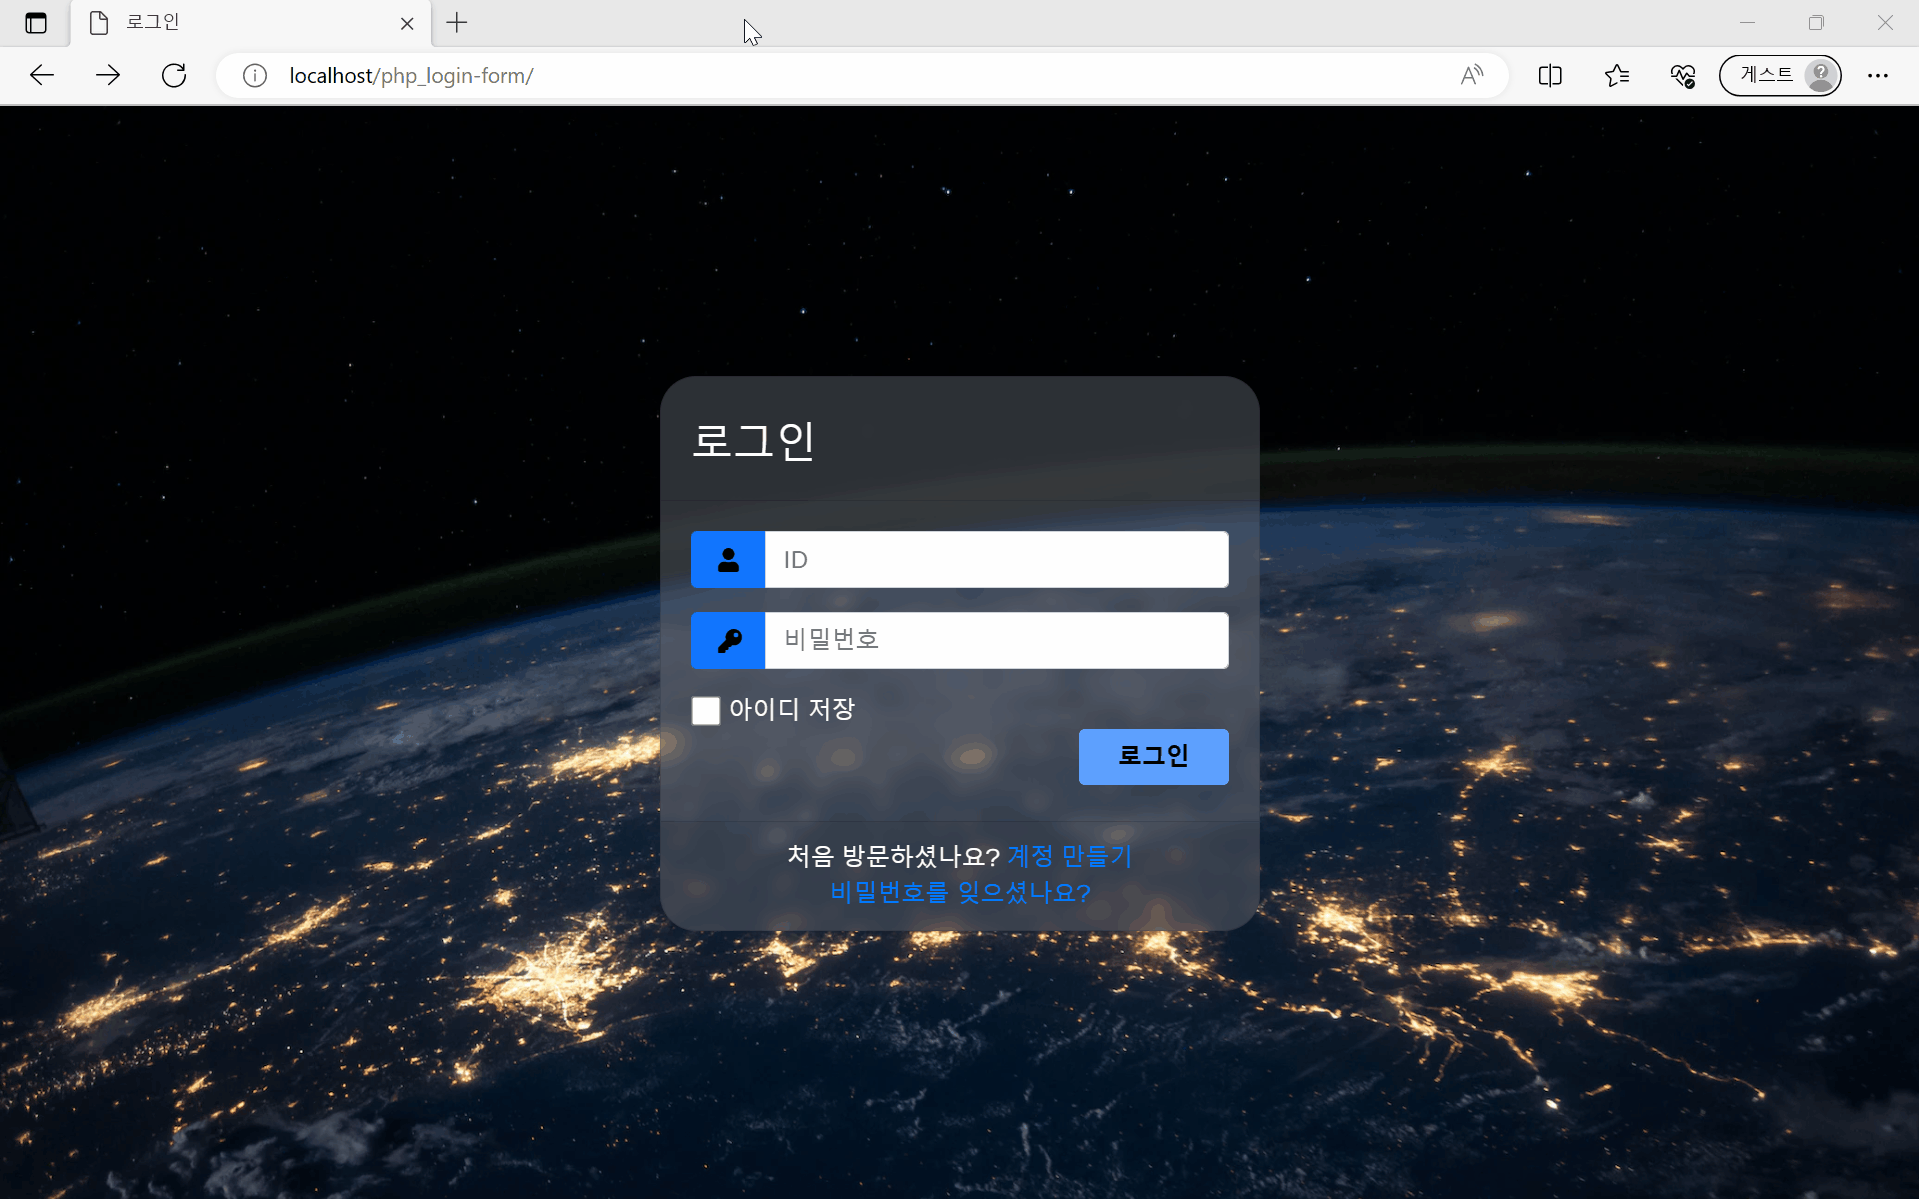 로그인
localhost/php_login-form/
게스트
로그인
ID
비밀번호
아이디 저장
로그인
처음 방문하셨나요? 계정 만들기
비밀번호를 잊으셨나요?